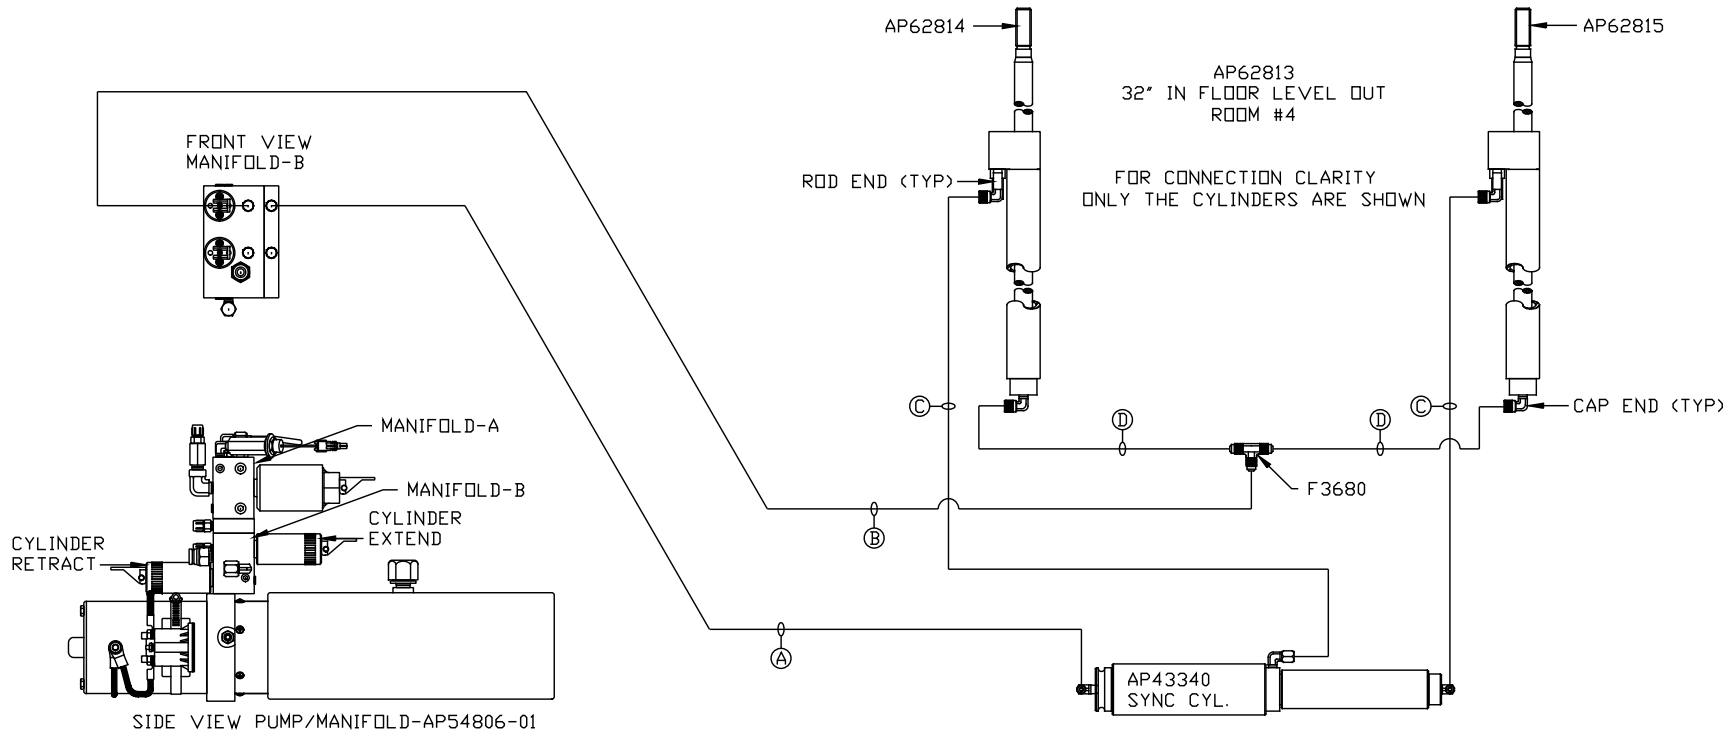 AP62814
AP62815
AP62813
32" IN FLOOR LEVEL OUT
ROOM #4
FRONT VIEW
MANIFOLD-B
ROD END (TYP)
FOR CONNECTION CLARITY
ONLY THE CYLINDERS ARE SHOWN
C
C
CAP END (TYP)
D
D
MANIFOLD-A
MANIFOLD-B
F3680
CYLINDER
EXTEND
B
CYLINDER
RETRACT
A
AP43340
SYNC CYL.
SIDE VIEW PUMP/MANIFOLD-AP54806-01